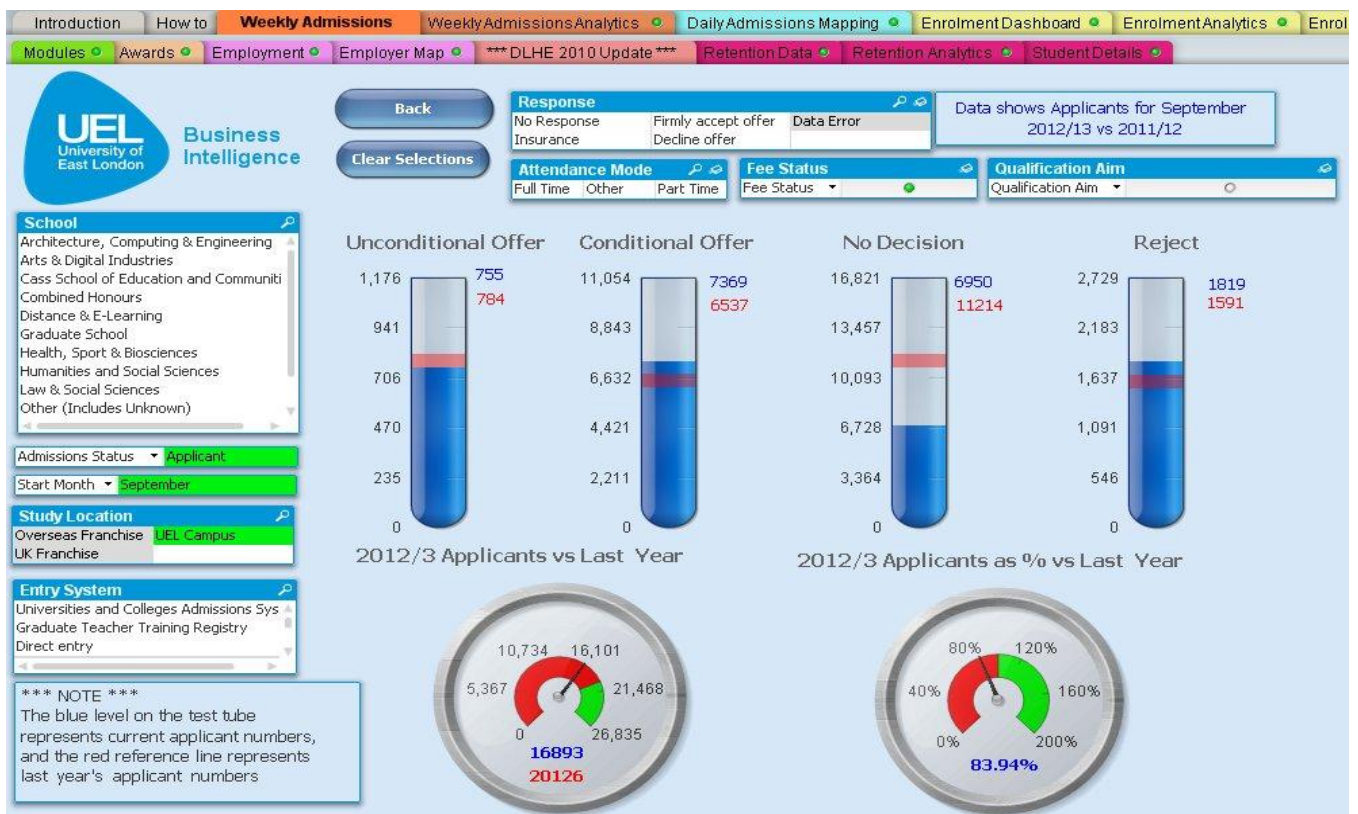 Introduction
How to
Weekly Admissions
Weekly Admissions Analytics
Daily Admissions Mapping
Enrolment Dashboard
Enrolment Analytics
Enrol
Modules
Awards
Employment
Employer Map
*** DLHE 2010 Update ***
Retention Data
Retention Analytics
Student Details
UEL
University of
East London
Business
Intelligence
Back
Clear Selections
Response
No Response Firmly accept offer Data Error
Insurance Decline offer
Data shows Applicants for September
2012/13 vs 2011/12
Attendance Mode
Full Time Other Part Time
Fee Status
Fee Status
Qualification Aim
Qualification Aim
School
Architecture, Computing & Engineering
Arts & Digital Industries
Cass School of Education and Communiti
Combined Honours
Distance & E-Learning
Graduate School
Health, Sport & Biosciences
Humanities and Social Sciences
Law & Social Sciences
Other (Includes Unknown)
Admissions Status Applicant
Start Month September
Study Location
Overseas Franchise UEL Campus
UK Franchise
Entry System
Universities and Colleges Admissions Sys
Graduate Teacher Training Registry
Direct entry
*** NOTE ***
The blue level on the test tube
represents current applicant numbers,
and the red reference line represents
last year's applicant numbers
Unconditional Offer
1,176
941
706
470
235
0
755
784
Conditional Offer
11,054
8,843
6,632
4,421
2,211
0
7369
6537
No Decision
16,821
13,457
10,093
6,728
3,364
0
6950
11214
Reject
2,729
2,183
1,637
1,091
546
0
1819
1591
2012/3 Applicants vs Last Year
0
5,367
10,734
16,101
21,468
26,835
16893
20126
2012/3 Applicants as % vs Last Year
0%
40%
80%
120%
160%
200%
83.94%